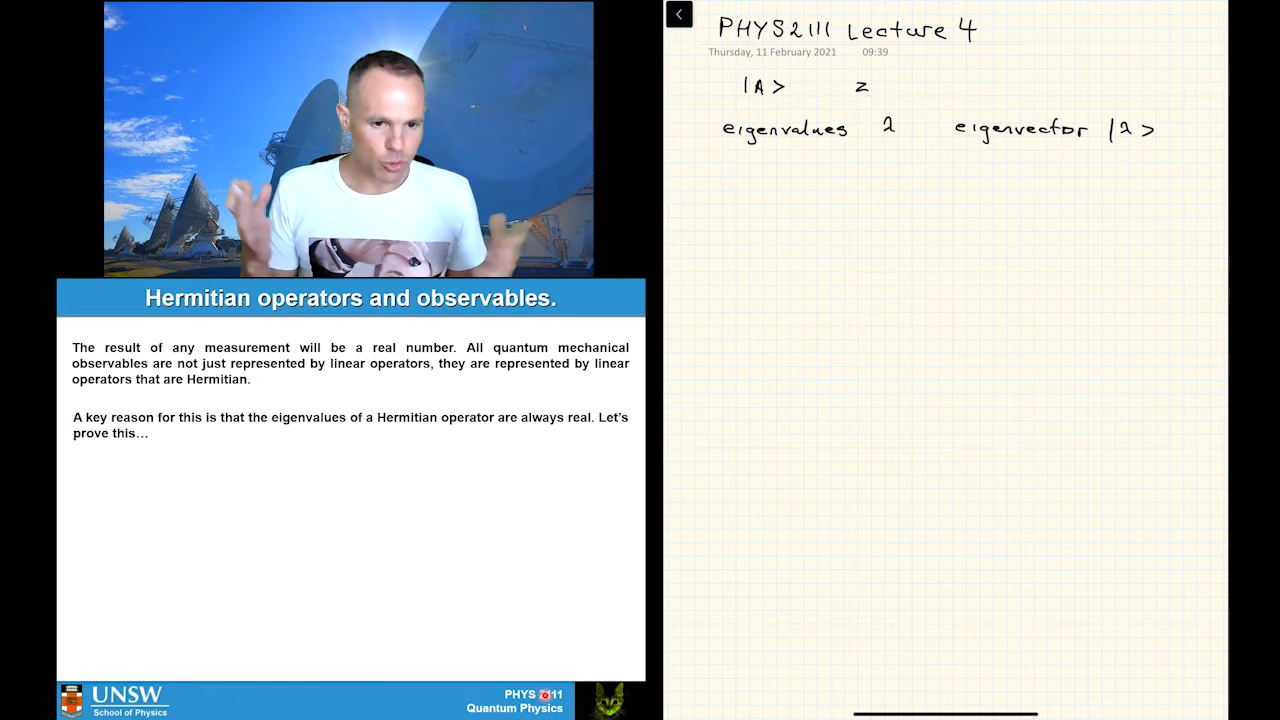 PHYS2111 Lecture 4
Thursday, 11 February 2021 09:39
|A> z
eigenvalues λ eigenvector |λ>
Hermitian operators and observables.
The result of any measurement will be a real number. All quantum mechanical
observables are not just represented by linear operators, they are represented by linear
operators that are Hermitian.
A key reason for this is that the eigenvalues of a Hermitian operator are always real. Let's
prove this…
UNSW
School of Physics
PHYS 2111
Quantum Physics